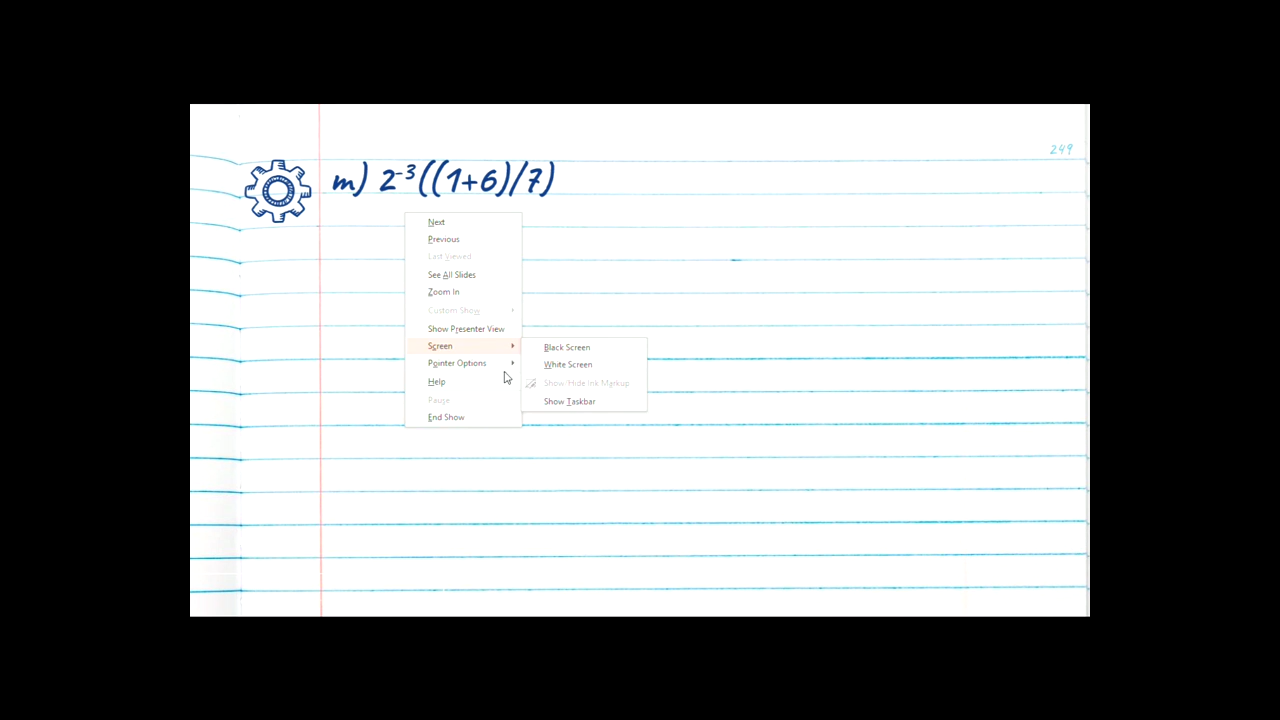 249
m) 2⁻³((1+6)/7)
Next
Previous
Last Viewed
See All Slides
Zoom In
Custom Show
Show Presenter View
Screen
Black Screen
White Screen
Pointer Options
Show/Hide Ink Markup
Help
Show Taskbar
Pause
End Show